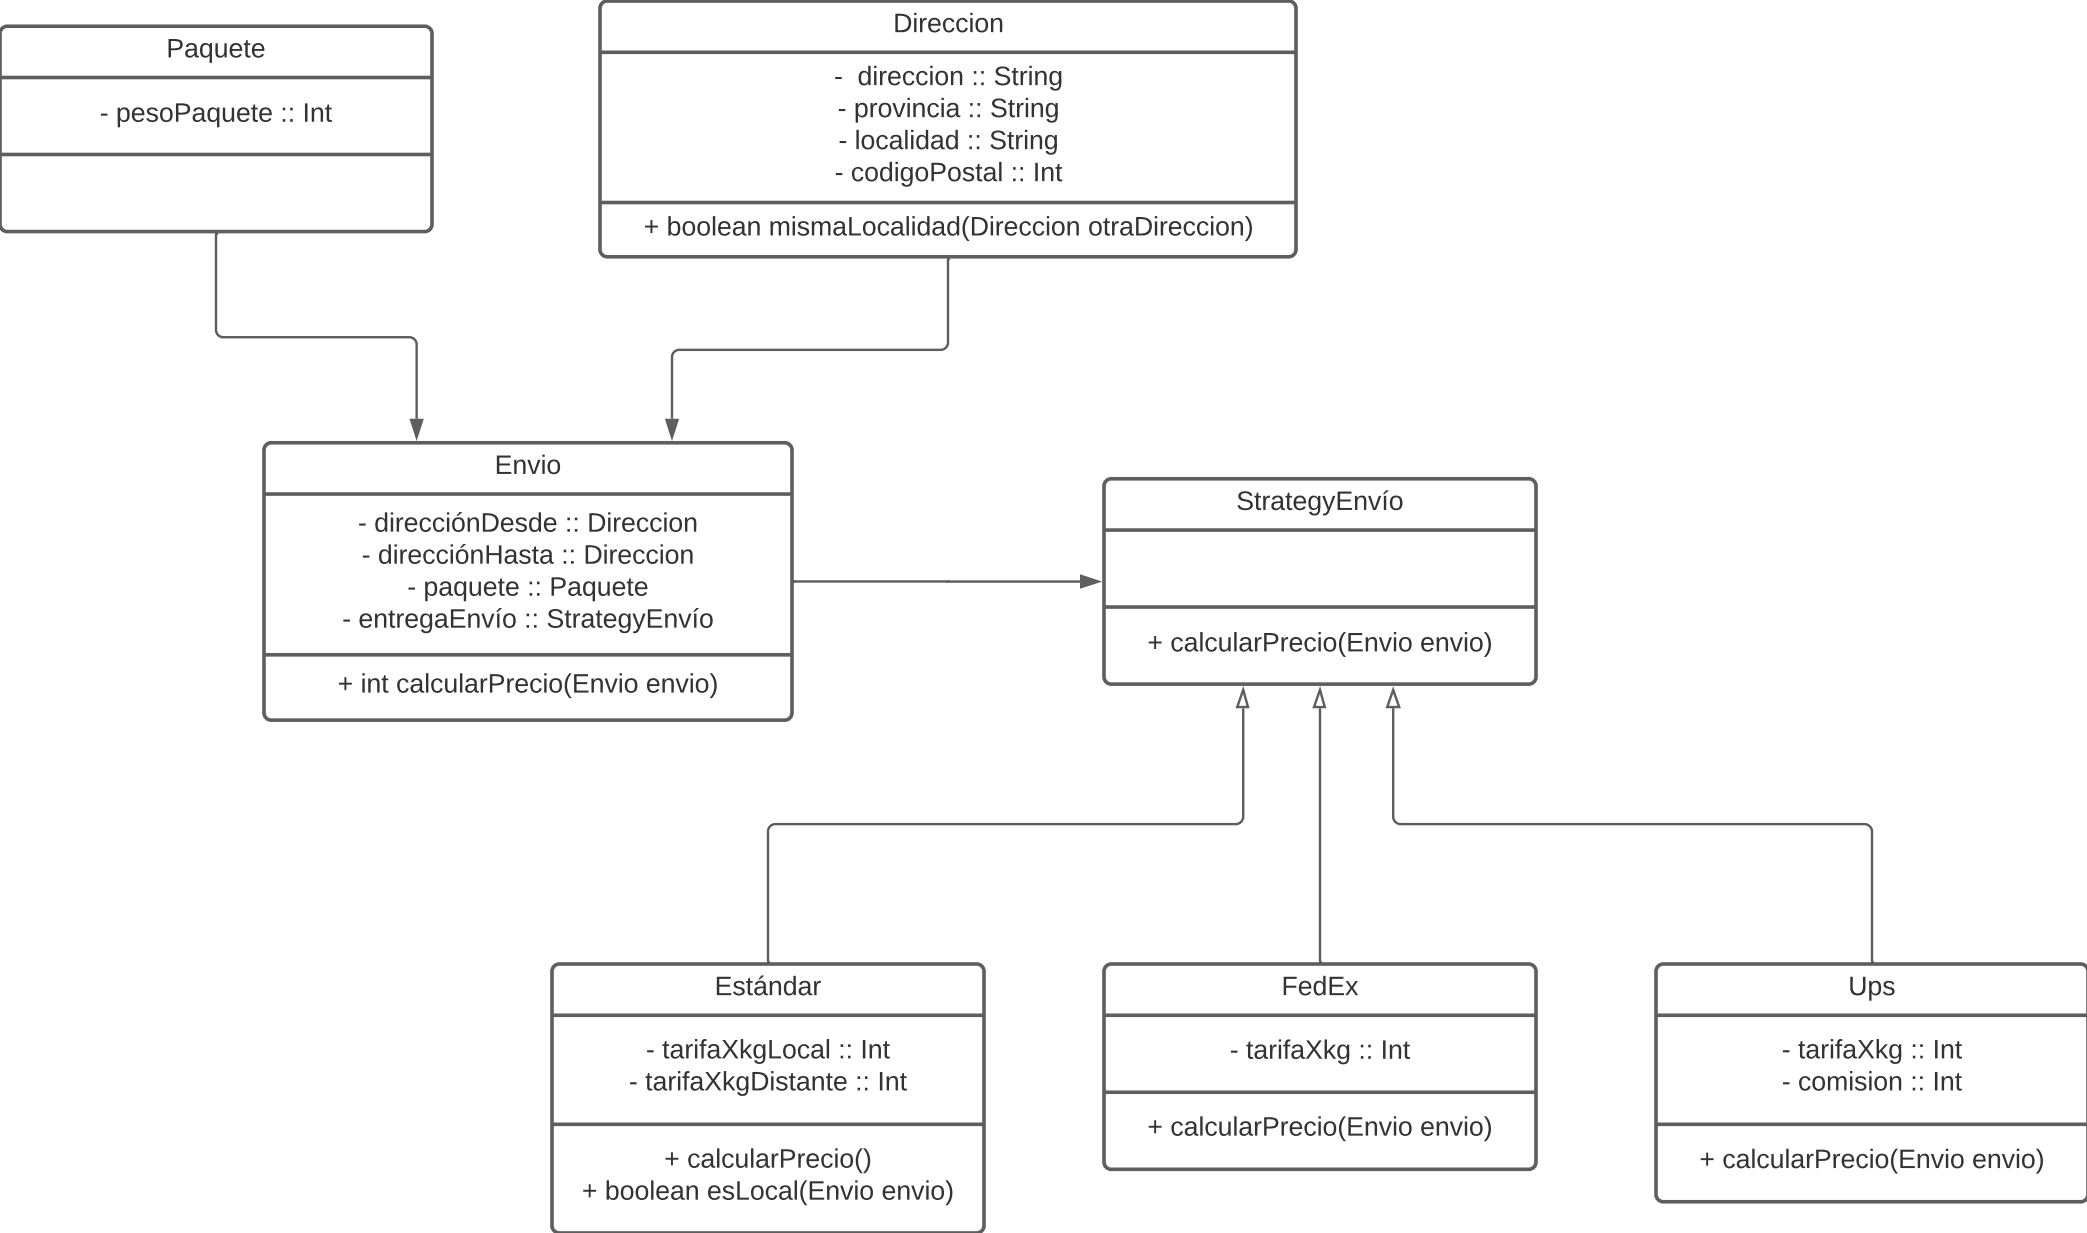 Paquete
- pesoPaquete :: Int
Direccion
-  direccion :: String
- provincia :: String
- localidad :: String
- codigoPostal :: Int
+ boolean mismaLocalidad(Direccion otraDireccion)
Envio
- direcciónDesde :: Direccion
- direcciónHasta :: Direccion
- paquete :: Paquete
- entregaEnvío :: StrategyEnvío
+ int calcularPrecio(Envio envio)
StrategyEnvío
+ calcularPrecio(Envio envio)
Estándar
- tarifaXkgLocal :: Int
- tarifaXkgDistante :: Int
+ calcularPrecio()
+ boolean esLocal(Envio envio)
FedEx
- tarifaXkg :: Int
+ calcularPrecio(Envio envio)
Ups
- tarifaXkg :: Int
- comision :: Int
+ calcularPrecio(Envio envio)